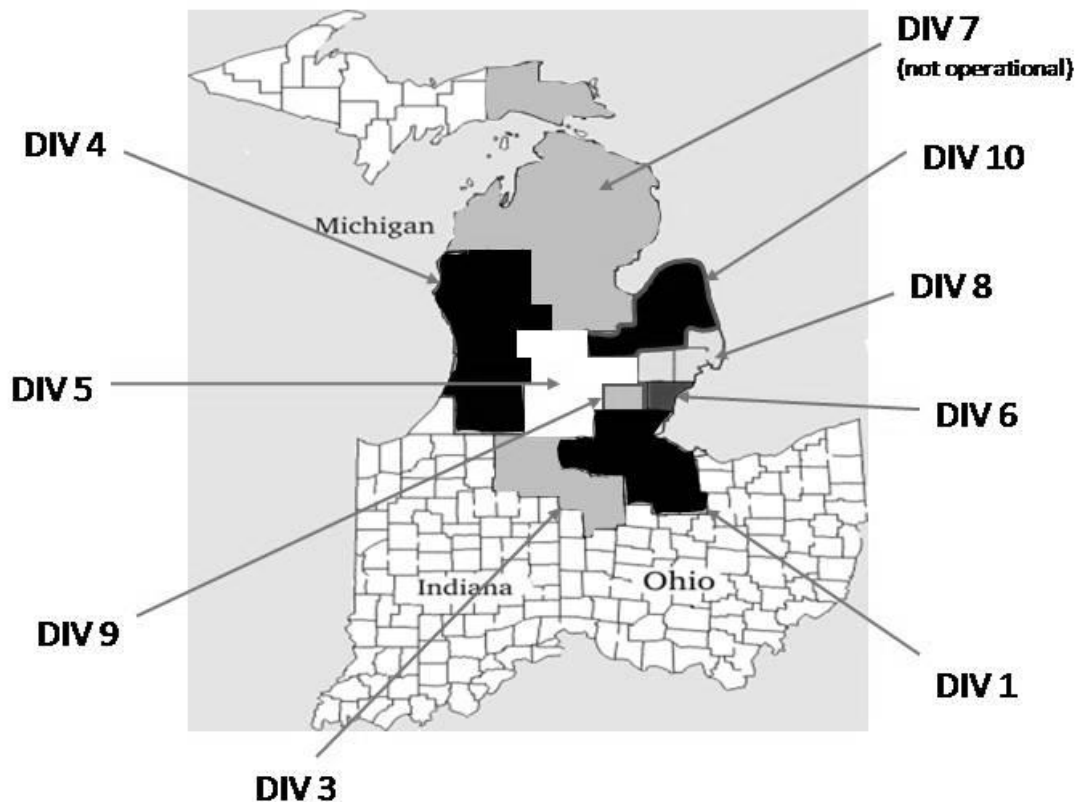 DIV 7
(not operational)
DIV 4
DIV 10
Michigan
DIV 8
DIV 5
DIV 6
Indiana
Ohio
DIV 9
DIV 1
DIV 3